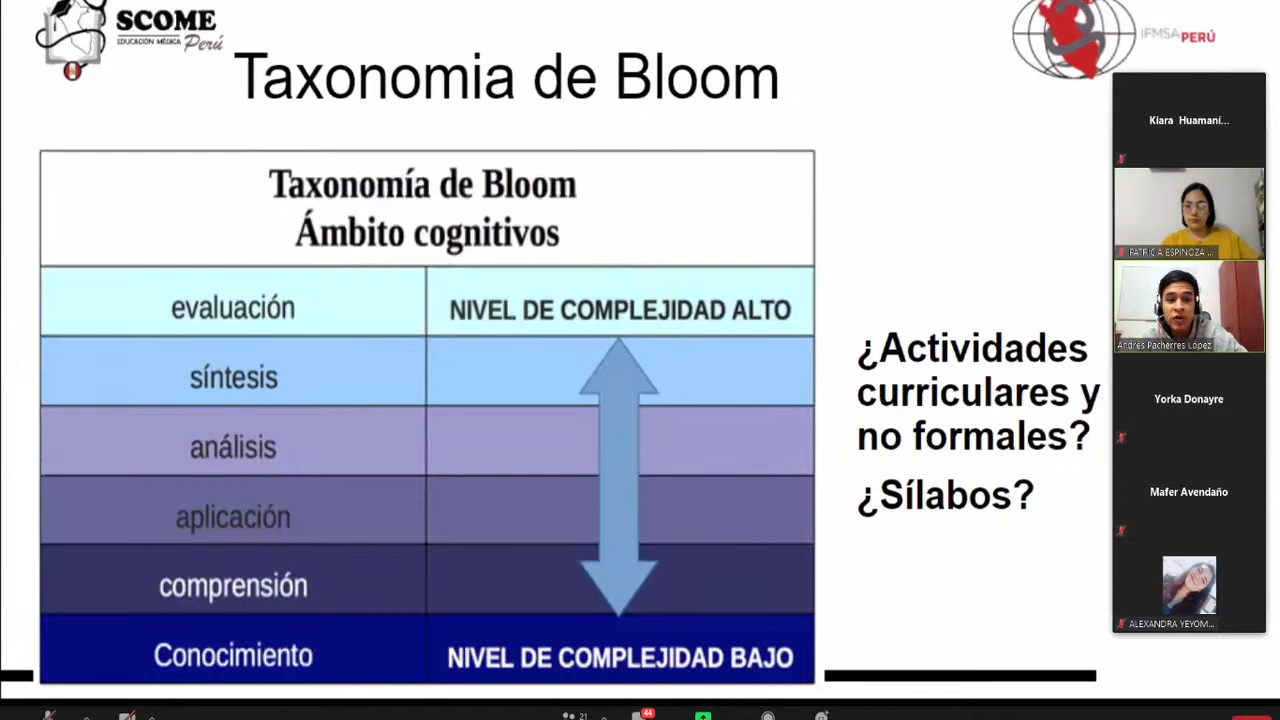 SCOME
EDUCACIÓN MÉDICA
Perú
IFMSA PERÚ
Taxonomia de Bloom
Taxonomía de Bloom
Ámbito cognitivos
evaluación
NIVEL DE COMPLEJIDAD ALTO
síntesis
análisis
aplicación
comprensión
Conocimiento
NIVEL DE COMPLEJIDAD BAJO
¿Actividades
curriculares y
no formales?
¿Sílabos?
Kiara Huamaní...
PATRICIA ESPINOZA ...
Andrés Pacherres López
Yorka Donayre
Mafer Avendaño
ALEXANDRA YEYOM...
21
44